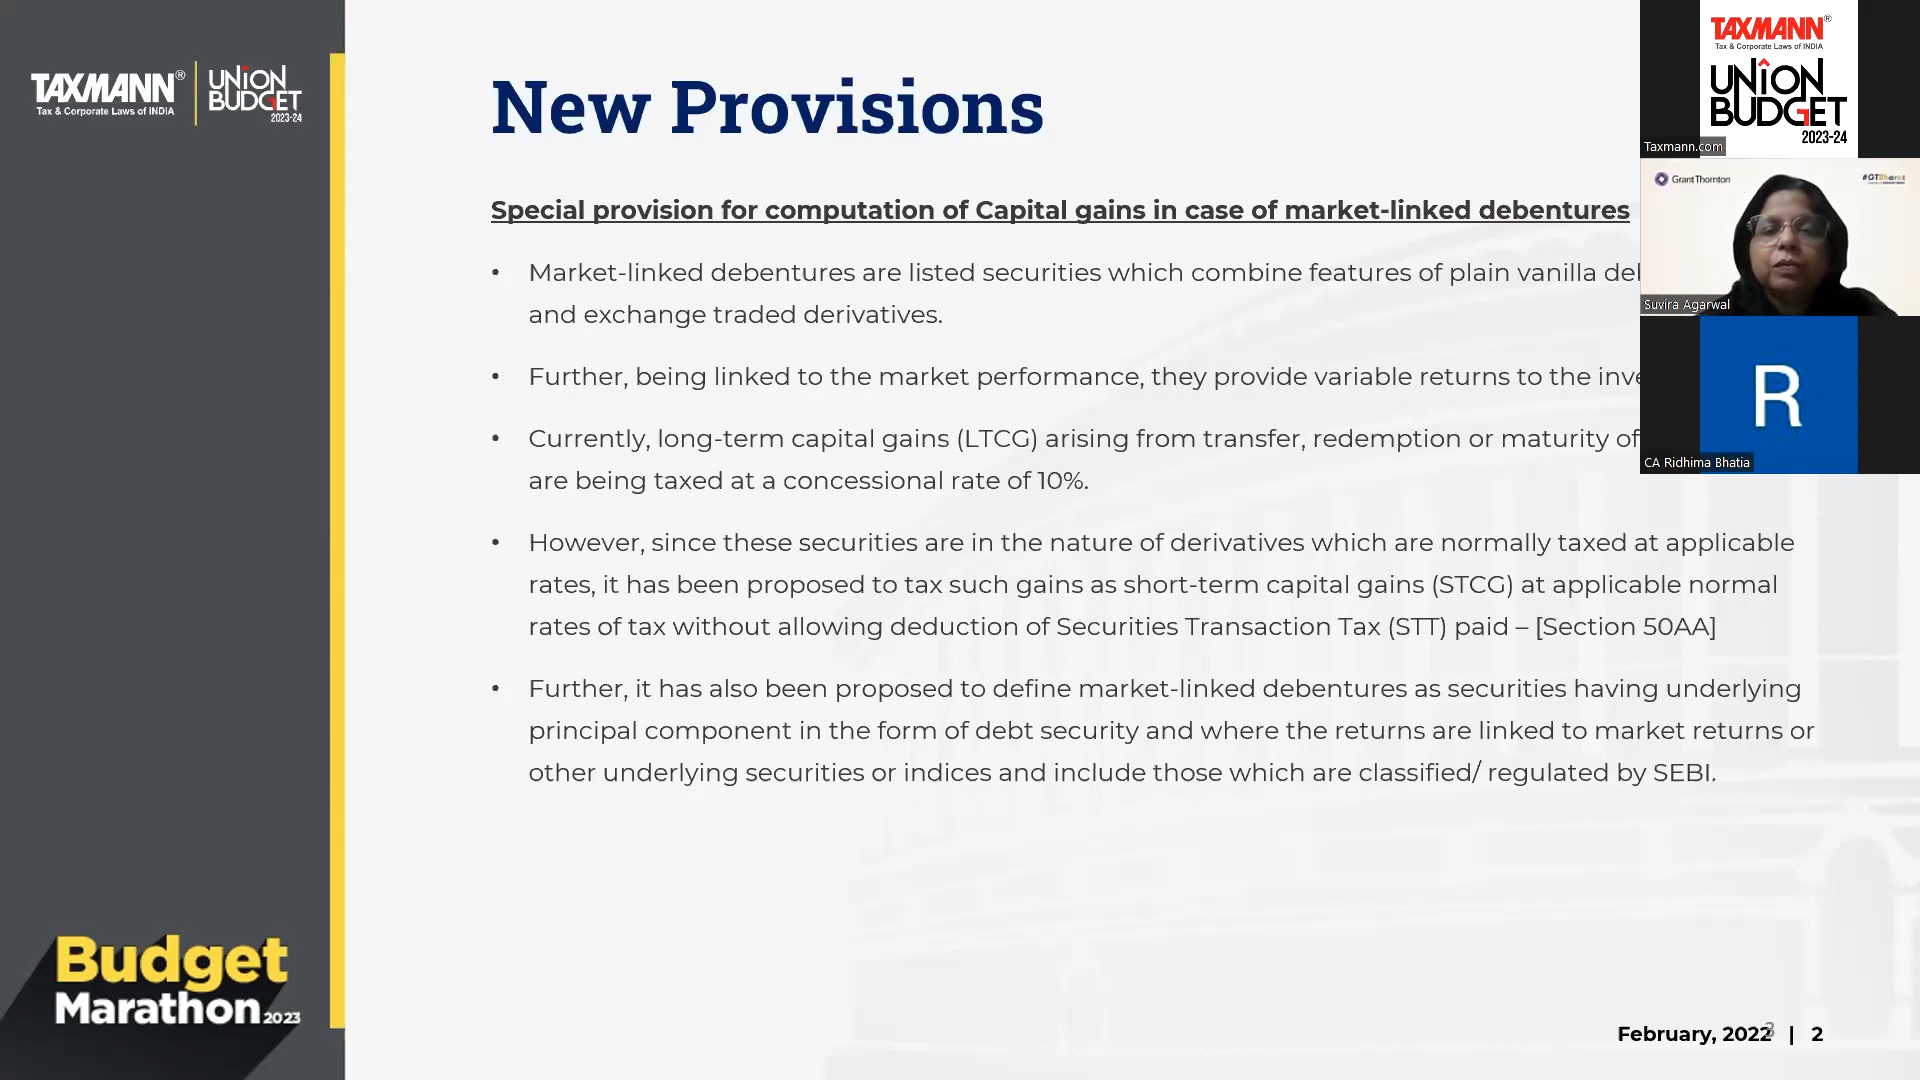 TAXMANN®
Tax & Corporate Laws of INDIA
UNION
BUDGET
2023-24
New Provisions
Special provision for computation of Capital gains in case of market-linked debentures
• Market-linked debentures are listed securities which combine features of plain vanilla
and exchange traded derivatives.
• Further, being linked to the market performance, they provide variable returns to the
• Currently, long-term capital gains (LTCG) arising from transfer, redemption or maturity of
are being taxed at a concessional rate of 10%.
• However, since these securities are in the nature of derivatives which are normally taxed at applicable
rates, it has been proposed to tax such gains as short-term capital gains (STCG) at applicable normal
rates of tax without allowing deduction of Securities Transaction Tax (STT) paid – [Section 50AA]
• Further, it has also been proposed to define market-linked debentures as securities having underlying
principal component in the form of debt security and where the returns are linked to market returns or
other underlying securities or indices and include those which are classified/ regulated by SEBI.
Budget
Marathon 2023
February, 2022 | 2
3
TAXMANN®
Tax & Corporate Laws of INDIA
UNION
BUDGET
2023-24
Taxmann.com
Grant Thornton
#GTBharat
Suvira Agarwal
R
CA Ridhima Bhatia